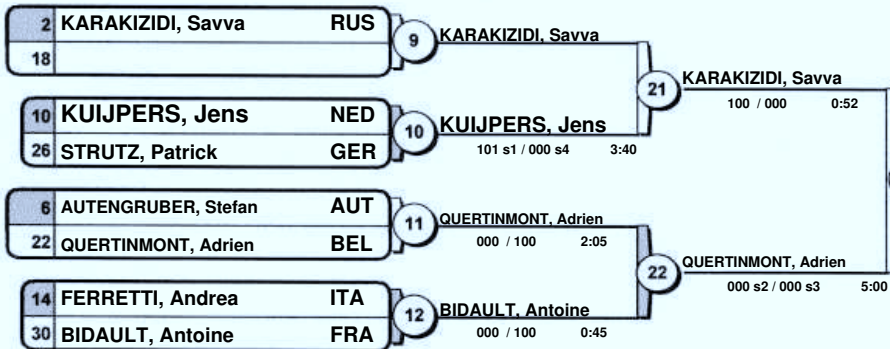 2 KARAKIZIDI, Savva RUS
18
9
KARAKIZIDI, Savva
10 KUIJPERS, Jens NED
26 STRUTZ, Patrick GER
10
KUIJPERS, Jens
101 s1 / 000 s4 3:40
21
KARAKIZIDI, Savva
100 / 000 0:52
6 AUTENGRUBER, Stefan AUT
22 QUERTINMONT, Adrien BEL
11
QUERTINMONT, Adrien
000 / 100 2:05
14 FERRETTI, Andrea ITA
30 BIDAULT, Antoine FRA
12
BIDAULT, Antoine
000 / 100 0:45
22
QUERTINMONT, Adrien
000 s2 / 000 s3 5:00